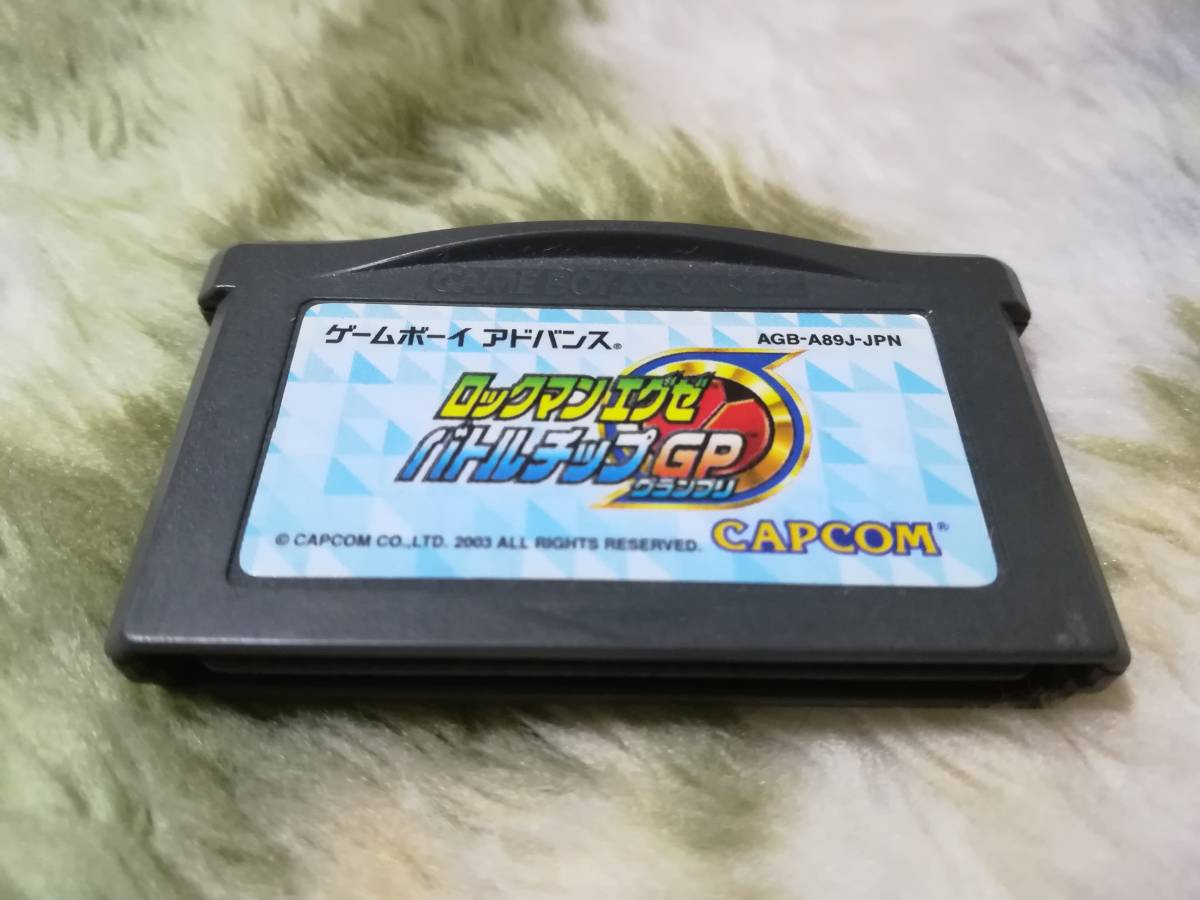 GAME BOY ADVANCE
ゲームボーイ アドバンス®
AGB-A89J-JPN
ロックマンエグゼ
バトルチップGP
グランプリ
© CAPCOM CO.,LTD. 2003 ALL RIGHTS RESERVED.
CAPCOM®